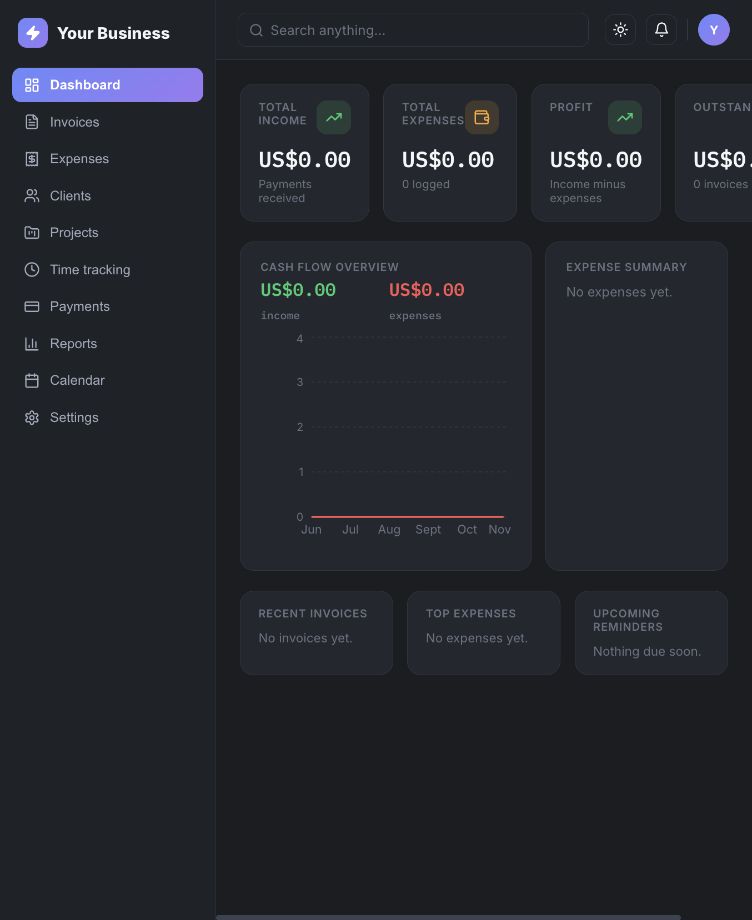 Your Business
Search anything...
Y
Dashboard
Invoices
Expenses
Clients
Projects
Time tracking
Payments
Reports
Calendar
Settings
TOTAL
INCOME
US$0.00
Payments
received
TOTAL
EXPENSES
US$0.00
0 logged
PROFIT
US$0.00
Income minus
expenses
OUTSTAN
US$0.
0 invoices
CASH FLOW OVERVIEW
US$0.00
income
US$0.00
expenses
4
3
2
1
0
Jun Jul Aug Sept Oct Nov
EXPENSE SUMMARY
No expenses yet.
RECENT INVOICES
No invoices yet.
TOP EXPENSES
No expenses yet.
UPCOMING
REMINDERS
Nothing due soon.